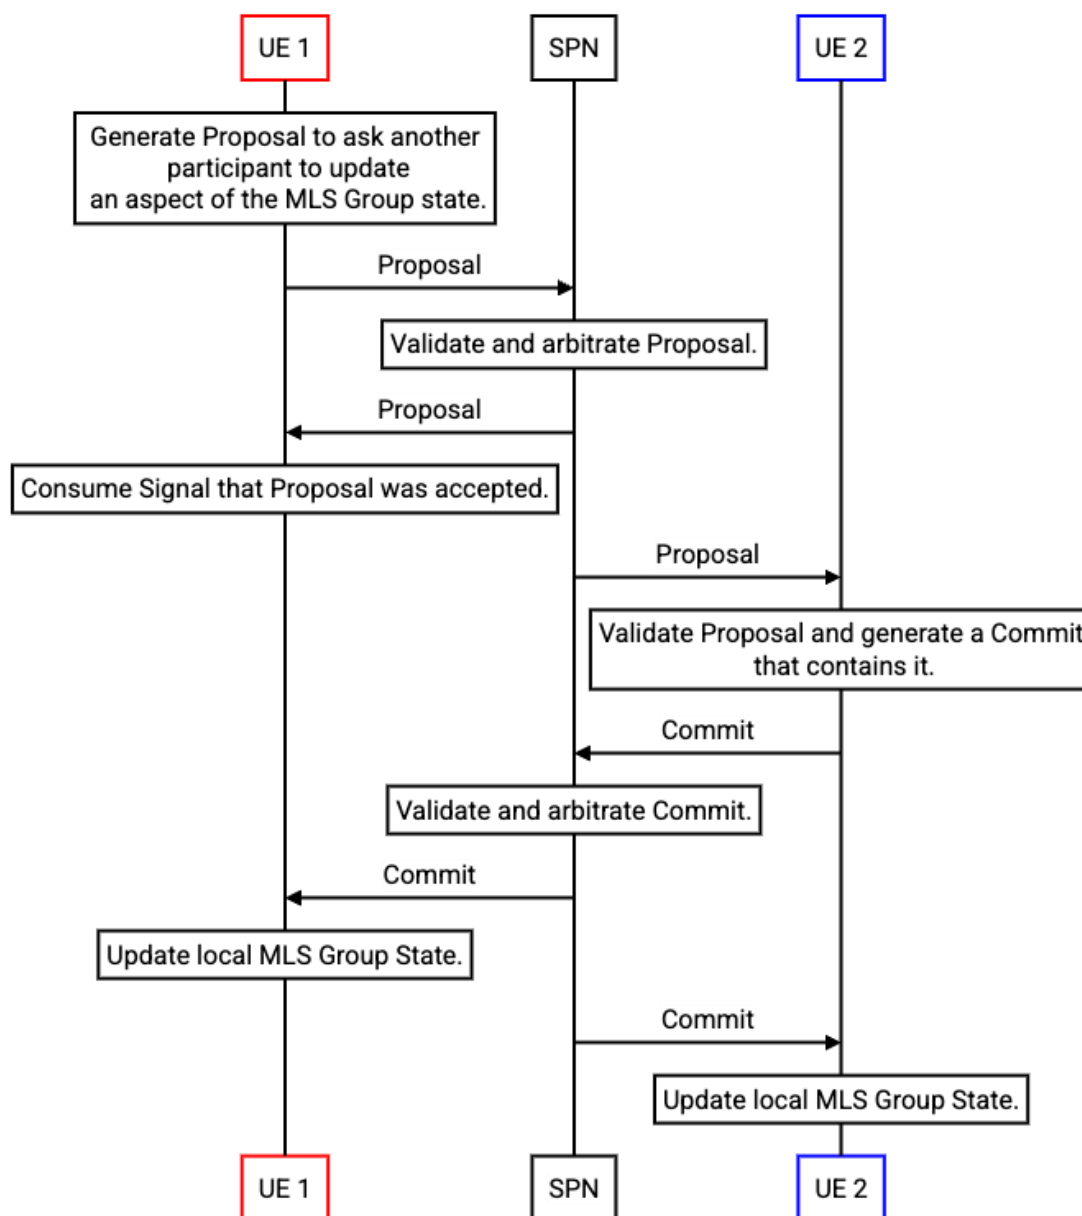 UE 1
SPN
UE 2
Generate Proposal to ask another
participant to update
an aspect of the MLS Group state.
Proposal
Validate and arbitrate Proposal.
Proposal
Consume Signal that Proposal was accepted.
Proposal
Validate Proposal and generate a Commit
that contains it.
Commit
Validate and arbitrate Commit.
Commit
Update local MLS Group State.
Commit
Update local MLS Group State.
UE 1
SPN
UE 2